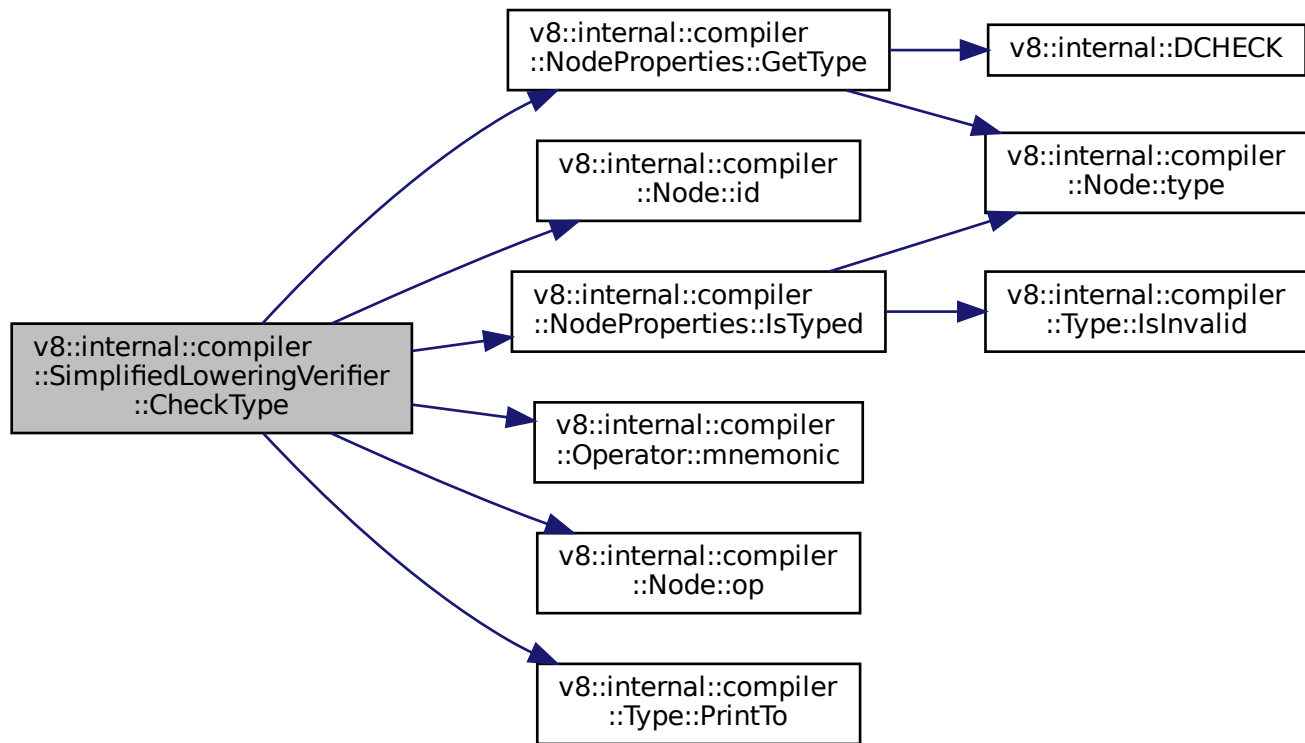 v8::internal::compiler
::SimplifiedLoweringVerifier
::CheckType
v8::internal::compiler
::NodeProperties::GetType
v8::internal::DCHECK
v8::internal::compiler
::Node::type
v8::internal::compiler
::Node::id
v8::internal::compiler
::NodeProperties::IsTyped
v8::internal::compiler
::Type::IsInvalid
v8::internal::compiler
::Operator::mnemonic
v8::internal::compiler
::Node::op
v8::internal::compiler
::Type::PrintTo